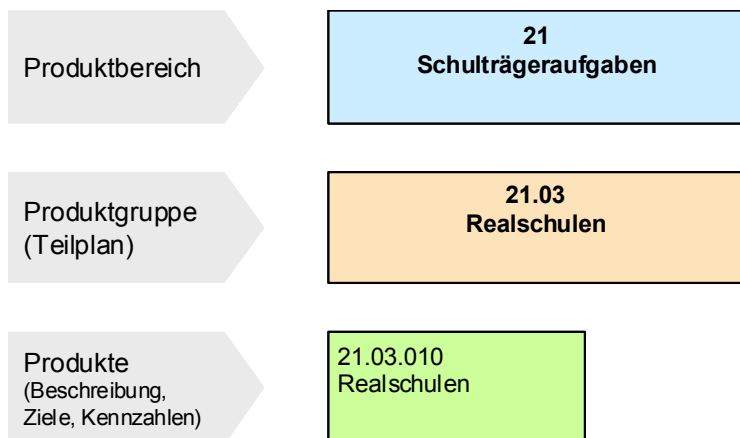 Produktbereich
21
Schulträgeraufgaben
Produktgruppe
(Teilplan)
21.03
Realschulen
Produkte
(Beschreibung,
Ziele, Kennzahlen)
21.03.010
Realschulen